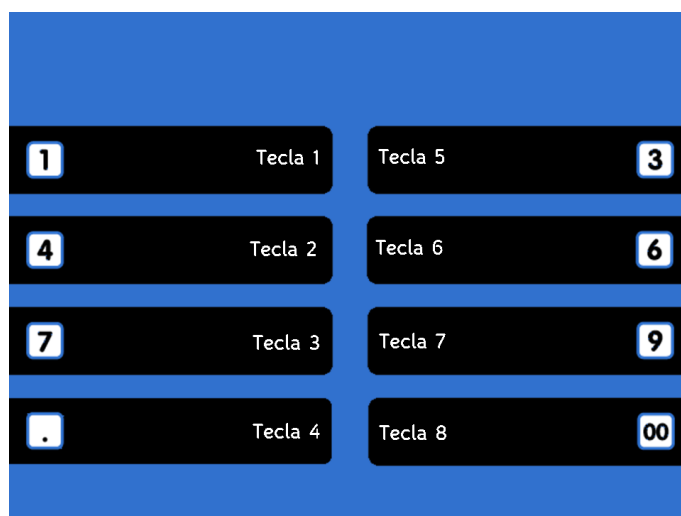 1 Tecla 1
Tecla 5 3
4 Tecla 2
Tecla 6 6
7 Tecla 3
Tecla 7 9
. Tecla 4
Tecla 8 00